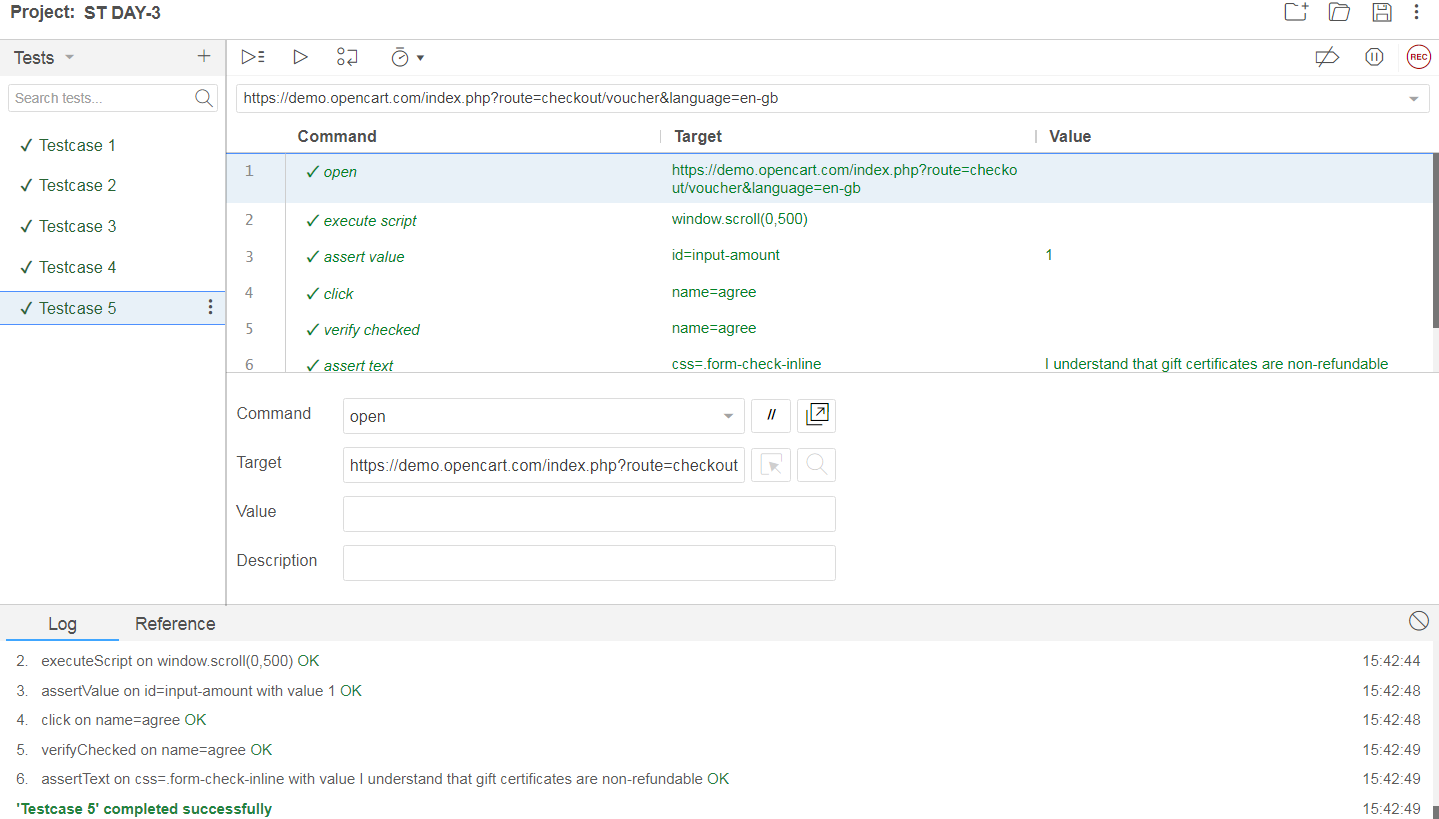 Project: ST DAY-3
Tests
REC
Search tests...
https://demo.opencart.com/index.php?route=checkout/voucher&language=en-gb
Command Target Value
Testcase 1
Testcase 2
Testcase 3
Testcase 4
Testcase 5
1 open https://demo.opencart.com/index.php?route=checko
ut/voucher&language=en-gb
2 execute script window.scroll(0,500)
3 assert value id=input-amount 1
4 click name=agree
5 verify checked name=agree
6 assert text css=.form-check-inline I understand that gift certificates are non-refundable
Command open //
Target https://demo.opencart.com/index.php?route=checkout
Value
Description
Log Reference
2. executeScript on window.scroll(0,500) OK 15:42:44
3. assertValue on id=input-amount with value 1 OK 15:42:48
4. click on name=agree OK 15:42:48
5. verifyChecked on name=agree OK 15:42:49
6. assertText on css=.form-check-inline with value I understand that gift certificates are non-refundable OK 15:42:49
'Testcase 5' completed successfully 15:42:49